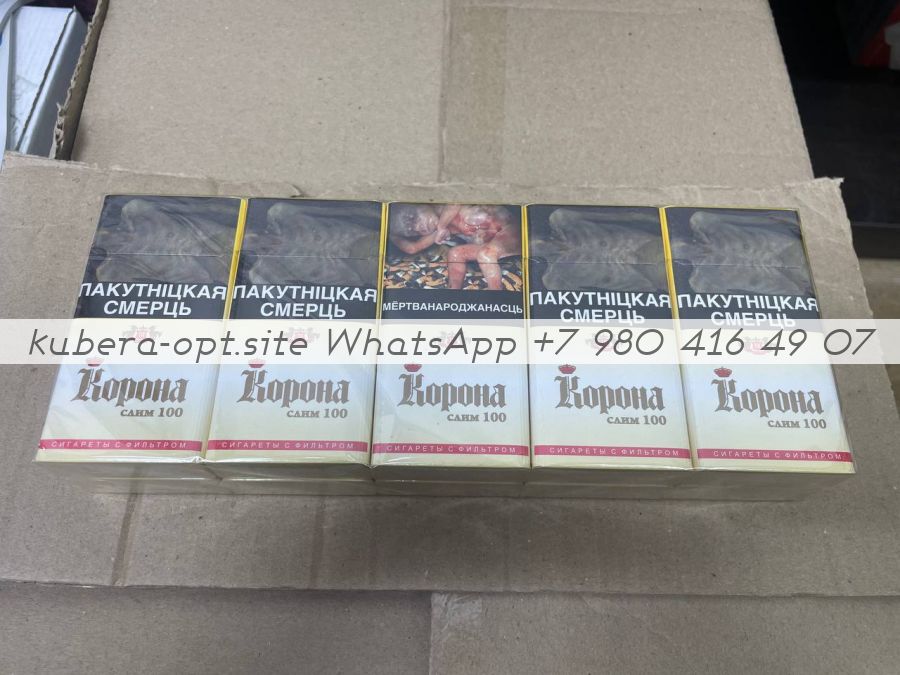 ПАКУТНІЦКАЯ
СМЕРЦЬ
ПАКУТНІЦКАЯ
СМЕРЦЬ
МЁРТВАНАРОДЖАНАСЦЬ
ПАКУТНІЦКАЯ
СМЕРЦЬ
ПАКУТНІЦКАЯ
СМЕРЦЬ
kubera-opt.site WhatsApp +7 980 416 49 07
Корона
СЛИМ 100
СИГАРЕТЫ С ФИЛЬТРОМ
Корона
СЛИМ 100
СИГАРЕТЫ С ФИЛЬТРОМ
Корона
СЛИМ 100
СИГАРЕТЫ С ФИЛЬТРОМ
Корона
СЛИМ 100
СИГАРЕТЫ С ФИЛЬТРОМ
Корона
СЛИМ 100
СИГАРЕТЫ С ФИЛЬТРОМ